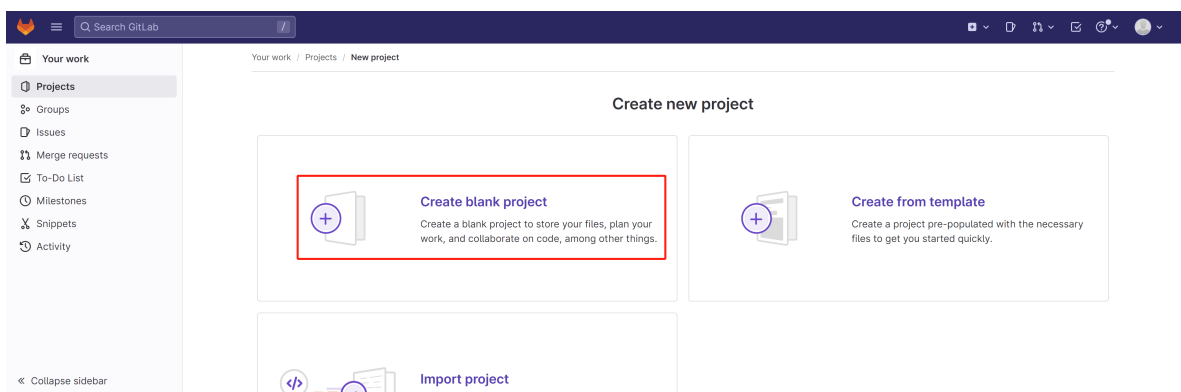 Search GitLab /
Your work
Projects
Groups
Issues
Merge requests
To-Do List
Milestones
Snippets
Activity
Collapse sidebar
Your work / Projects / New project
Create new project
Create blank project
Create a blank project to store your files, plan your
work, and collaborate on code, among other things.
Create from template
Create a project pre-populated with the necessary
files to get you started quickly.
Import project